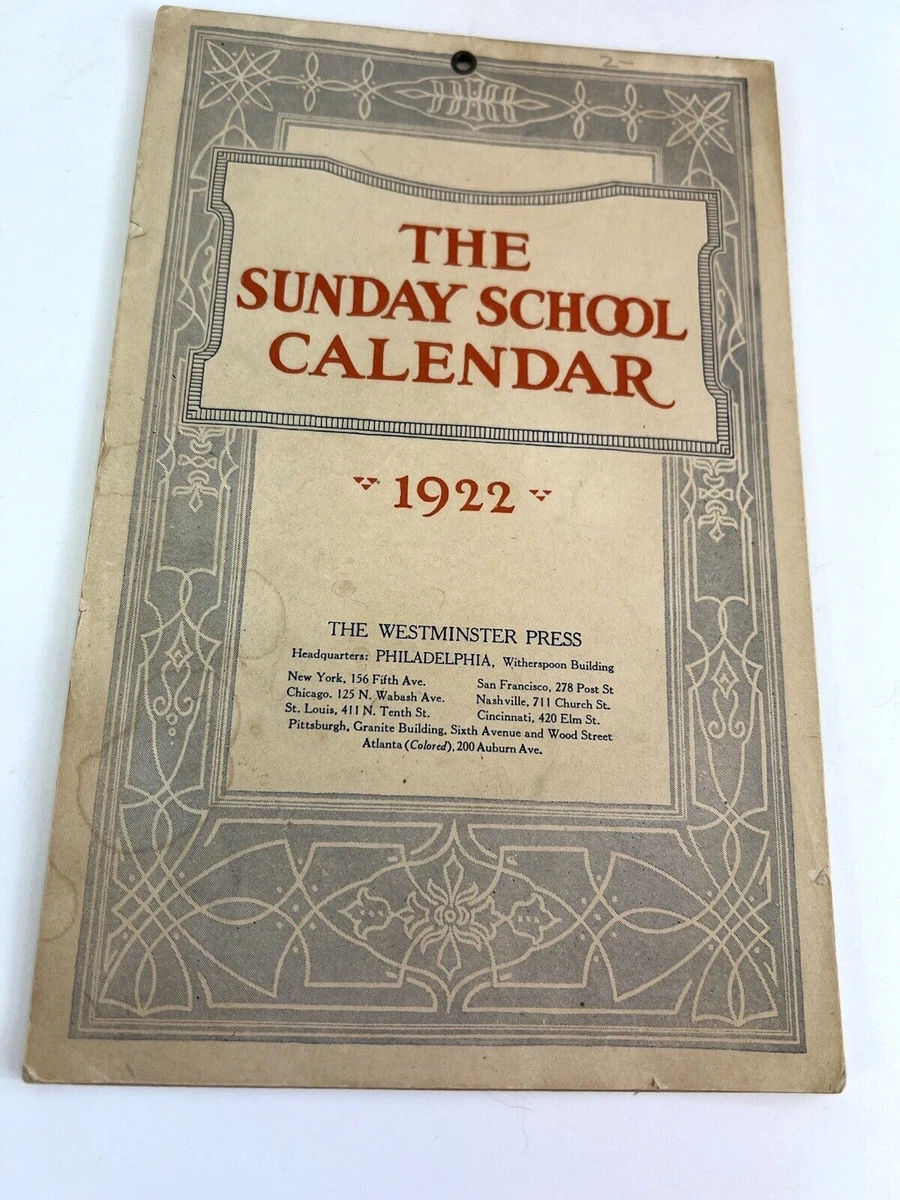 2-
THE
SUNDAY SCHOOL
CALENDAR
1922
THE WESTMINSTER PRESS
Headquarters: PHILADELPHIA, Witherspoon Building
New York, 156 Fifth Ave. San Francisco, 278 Post St
Chicago. 125 N. Wabash Ave. Nashville, 711 Church St.
St. Louis, 411 N. Tenth St. Cincinnati, 420 Elm St.
Pittsburgh, Granite Building, Sixth Avenue and Wood Street
Atlanta (Colored), 200 Auburn Ave.